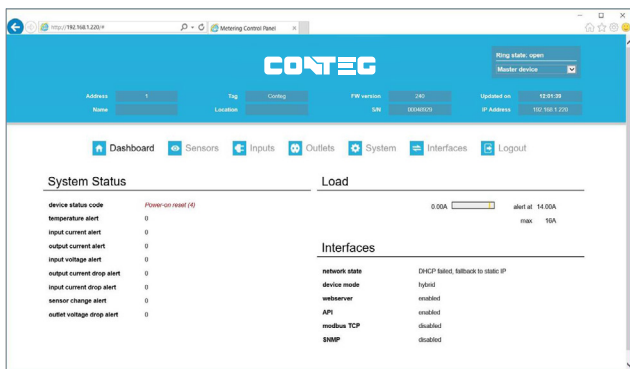 http://192.168.1.220/#
Metering Control Panel
CONTEG
Ring state: open
Master device
Address 1 Tag Conteg FW version 240 Updated on 12:01:39
Name Location S/N 00040920 IP Address 192.168.1.220
Dashboard Sensors Inputs Outlets System Interfaces Logout
System Status
device status code Power-on reset (4)
temperature alert 0
input current alert 0
output current alert 0
input voltage alert 0
output current drop alert 0
input current drop alert 0
sensor change alert 0
outlet voltage drop alert 0
Load
0.00A alert at 14.00A
max 16A
Interfaces
network state DHCP failed, fallback to static IP
device mode hybrid
webserver enabled
API enabled
modbus TCP disabled
SNMP disabled